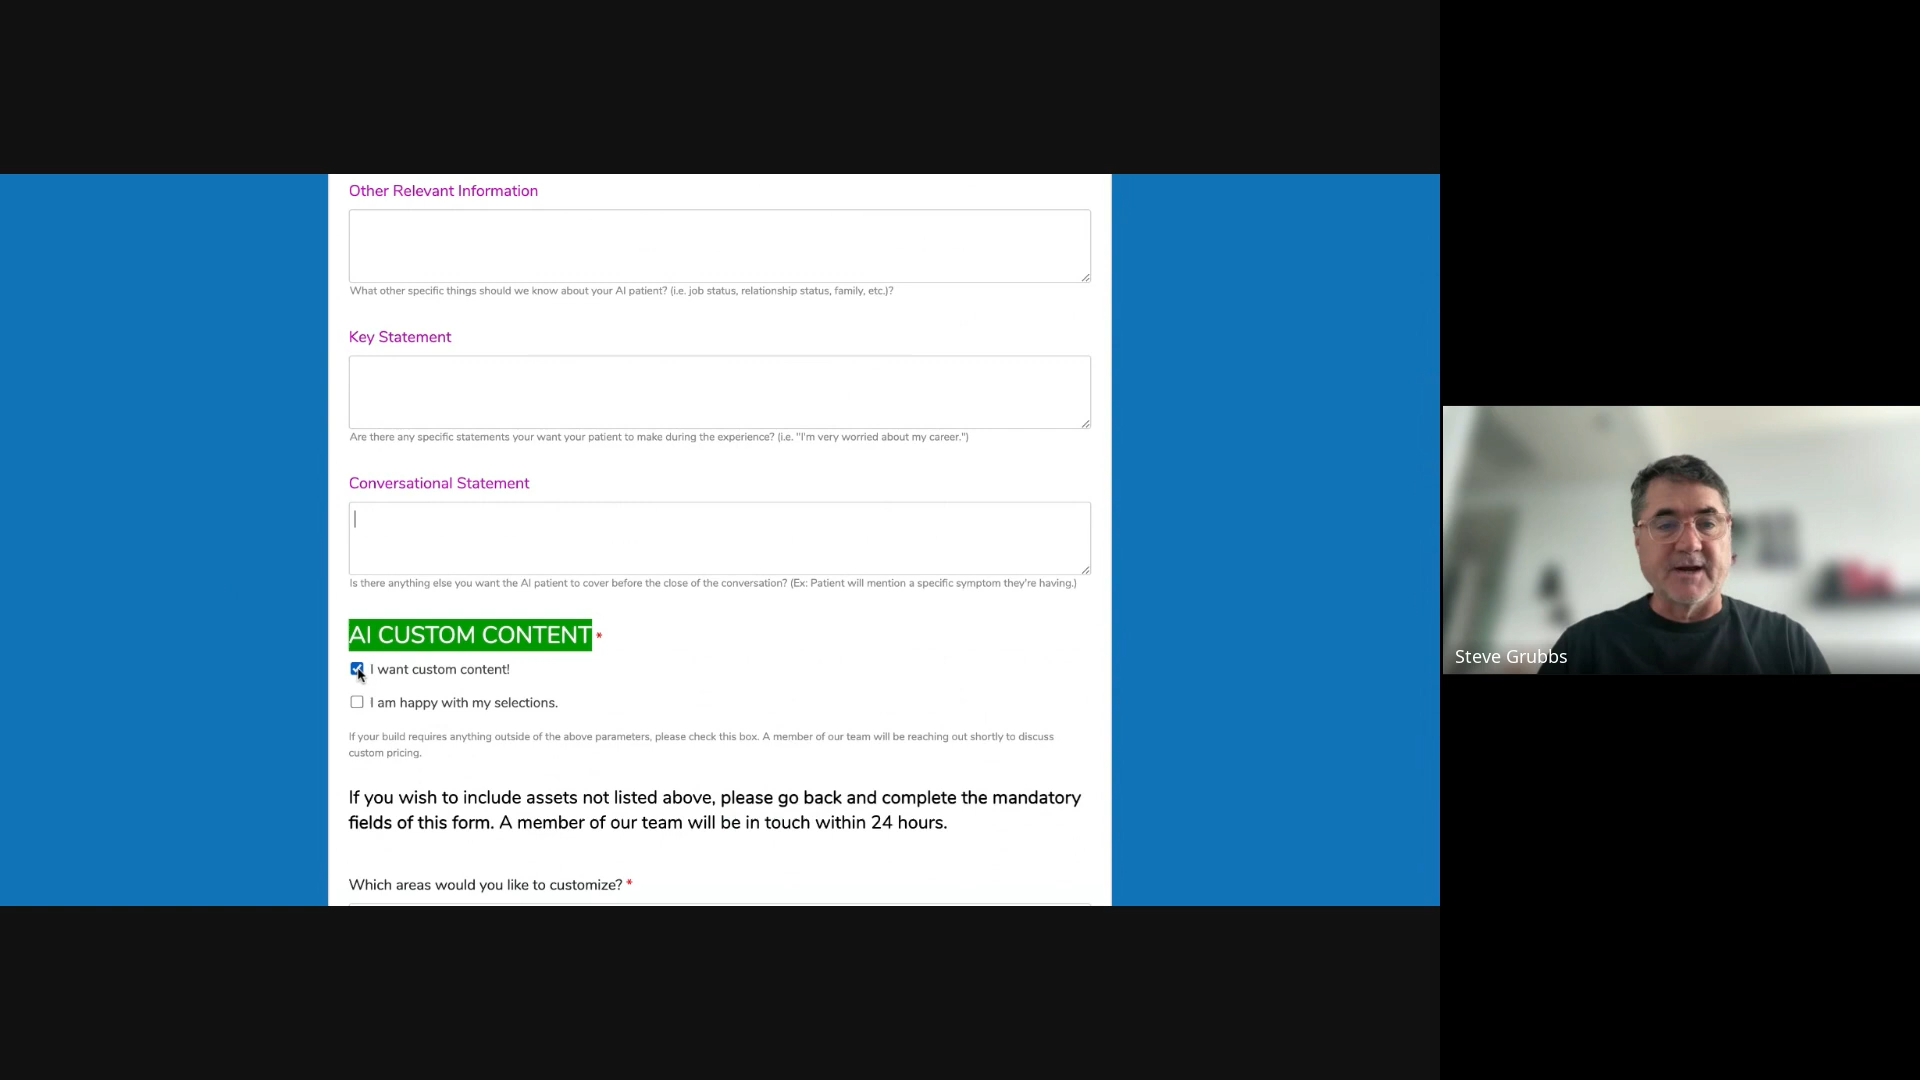 Other Relevant Information
What other specific things should we know about your AI patient? (i.e. job status, relationship status, family, etc.)?
Key Statement
Are there any specific statements your want your patient to make during the experience? (i.e. "I'm very worried about my career.")
Conversational Statement
Is there anything else you want the AI patient to cover before the close of the conversation? (Ex: Patient will mention a specific symptom they're having.)
AI CUSTOM CONTENT *
I want custom content!
I am happy with my selections.
If your build requires anything outside of the above parameters, please check this box. A member of our team will be reaching out shortly to discuss
custom pricing.
If you wish to include assets not listed above, please go back and complete the mandatory
fields of this form. A member of our team will be in touch within 24 hours.
Which areas would you like to customize? *
Steve Grubbs